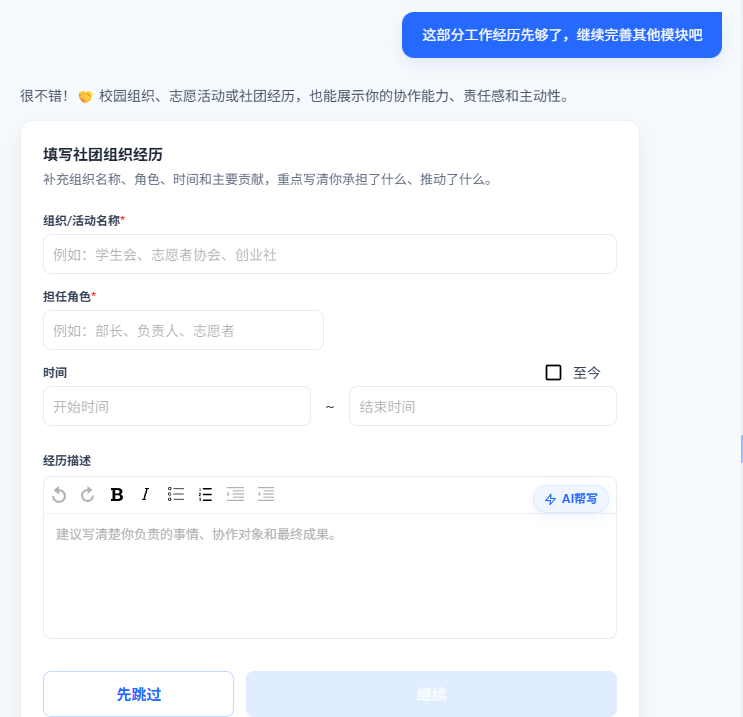 这部分工作经历先够了，继续完善其他模块吧
很不错！🤝 校园组织、志愿活动或社团经历，也能展示你的协作能力、责任感和主动性。
填写社团组织经历
补充组织名称、角色、时间和主要贡献，重点写清你承担了什么、推动了什么。
组织/活动名称*
例如：学生会、志愿者协会、创业社
担任角色*
例如：部长、负责人、志愿者
时间 至今
开始时间 ~ 结束时间
经历描述
B I AI帮写
建议写清楚你负责的事情、协作对象和最终成果。
先跳过 继续